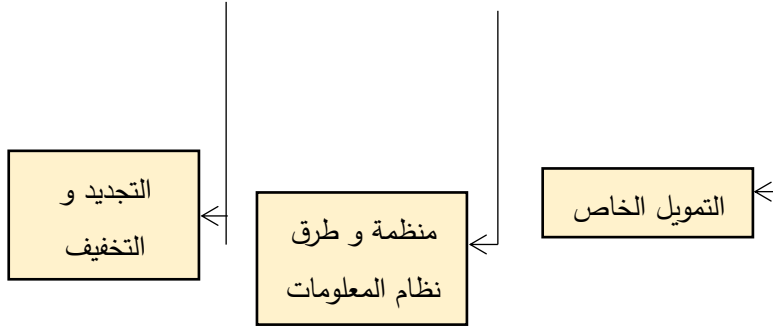 التمويل الخاص
منظمة و طرق
نظام المعلومات
التجديد و
التخفيف